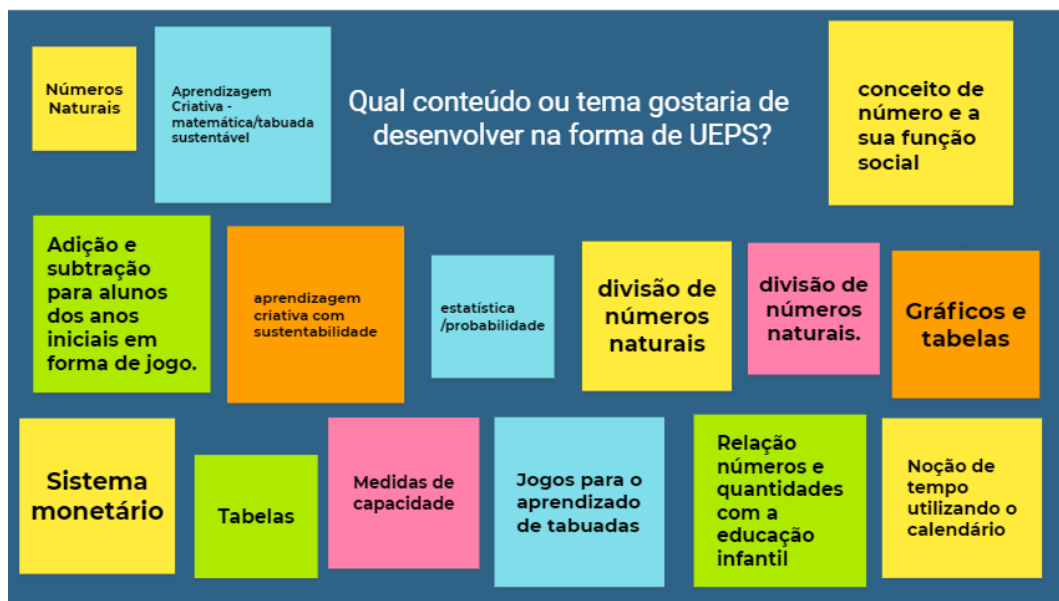 Números
Naturais
Aprendizagem
Criativa -
matemática/tabuada
sustentável
Qual conteúdo ou tema gostaria de
desenvolver na forma de UEPS?
conceito de
número e a
sua função
social
Adição e
subtração
para alunos
dos anos
iniciais em
forma de jogo.
aprendizagem
criativa com
sustentabilidade
estatística
/probabilidade
divisão de
números
naturais
divisão de
números
naturais.
Gráficos e
tabelas
Sistema
monetário
Tabelas
Medidas de
capacidade
Jogos para o
aprendizado
de tabuadas
Relação
números e
quantidades
com a
educação
infantil
Noção de
tempo
utilizando o
calendário